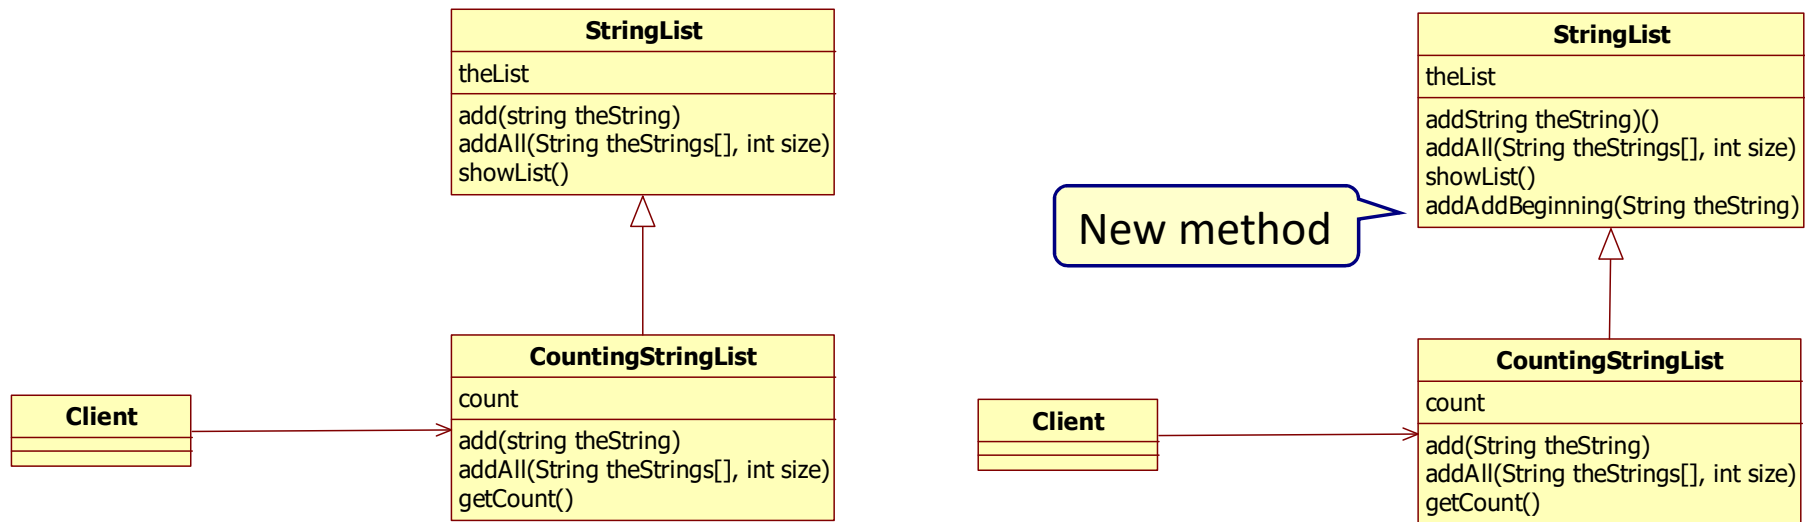 StringList
theList
add(string theString)
addAll(String theStrings[], int size)
showList()
CountingStringList
count
add(string theString)
addAll(String theStrings[], int size)
getCount()
Client
StringList
theList
addString theString)()
addAll(String theStrings[], int size)
showList()
addAddBeginning(String theString)
New method
CountingStringList
count
add(String theString)
addAll(String theStrings[], int size)
getCount()
Client